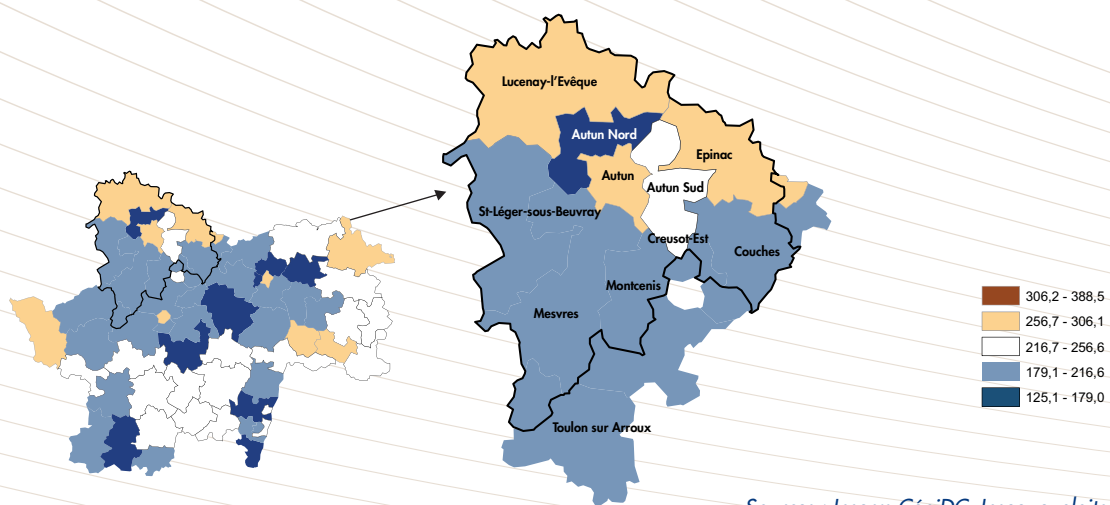 Lucenay-l'Evêque
Autun Nord
Epinac
Autun
Autun Sud
St-Léger-sous-Beuvray
Creusot-Est
Couches
Montcenis
Mesvres
Toulon sur Arroux
306,2 - 388,5
256,7 - 306,1
216,7 - 256,6
179,1 - 216,6
125,1 - 179,0